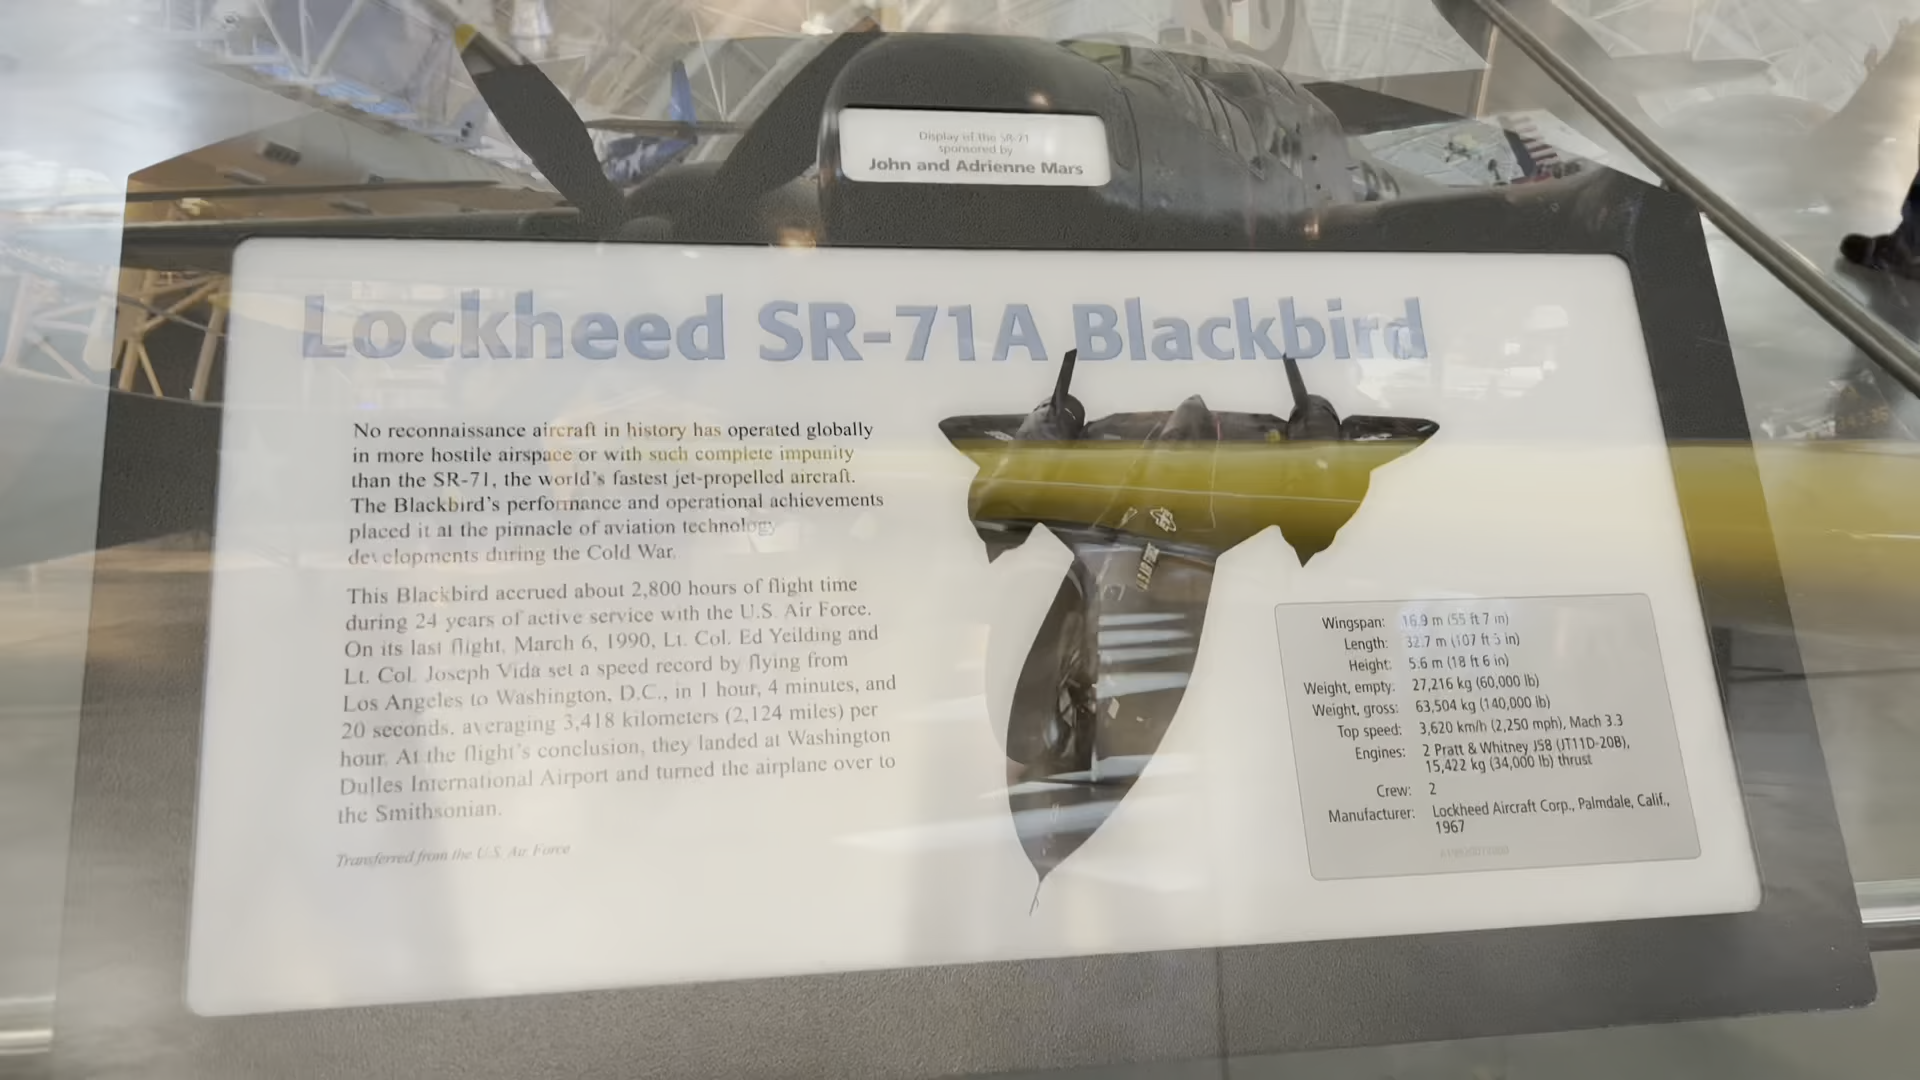 Display of the SR-71
sponsored by
John and Adrienne Mars
Lockheed SR-71A Blackbird
No reconnaissance aircraft in history has operated globally
in more hostile airspace or with such complete impunity
than the SR-71, the world's fastest jet-propelled aircraft.
The Blackbird's performance and operational achievements
placed it at the pinnacle of aviation technology
developments during the Cold War.
This Blackbird accrued about 2,800 hours of flight time
during 24 years of active service with the U.S. Air Force.
On its last flight, March 6, 1990, Lt. Col. Ed Yeilding and
Lt. Col. Joseph Vida set a speed record by flying from
Los Angeles to Washington, D.C., in 1 hour, 4 minutes, and
20 seconds, averaging 3,418 kilometers (2,124 miles) per
hour. At the flight's conclusion, they landed at Washington
Dulles International Airport and turned the airplane over to
the Smithsonian.
Transferred from the U.S. Air Force
U.S. AIR FORCE
Wingspan: 16.9 m (55 ft 7 in)
Length: 32.7 m (107 ft 5 in)
Height: 5.6 m (18 ft 6 in)
Weight, empty: 27,216 kg (60,000 lb)
Weight, gross: 63,504 kg (140,000 lb)
Top speed: 3,620 km/h (2,250 mph), Mach 3.3
Engines: 2 Pratt & Whitney J58 (JT11D-20B),
15,422 kg (34,000 lb) thrust
Crew: 2
Manufacturer: Lockheed Aircraft Corp., Palmdale, Calif.,
1967